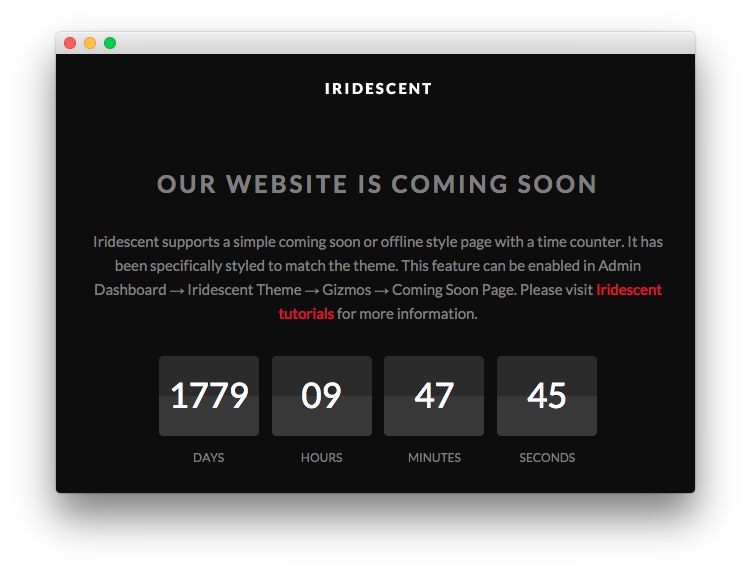 IRIDESCENT
OUR WEBSITE IS COMING SOON
Iridescent supports a simple coming soon or offline style page with a time counter. It has
been specifically styled to match the theme. This feature can be enabled in Admin
Dashboard → Iridescent Theme → Gizmos → Coming Soon Page. Please visit Iridescent
tutorials for more information.
1779 09 47 45
DAYS HOURS MINUTES SECONDS